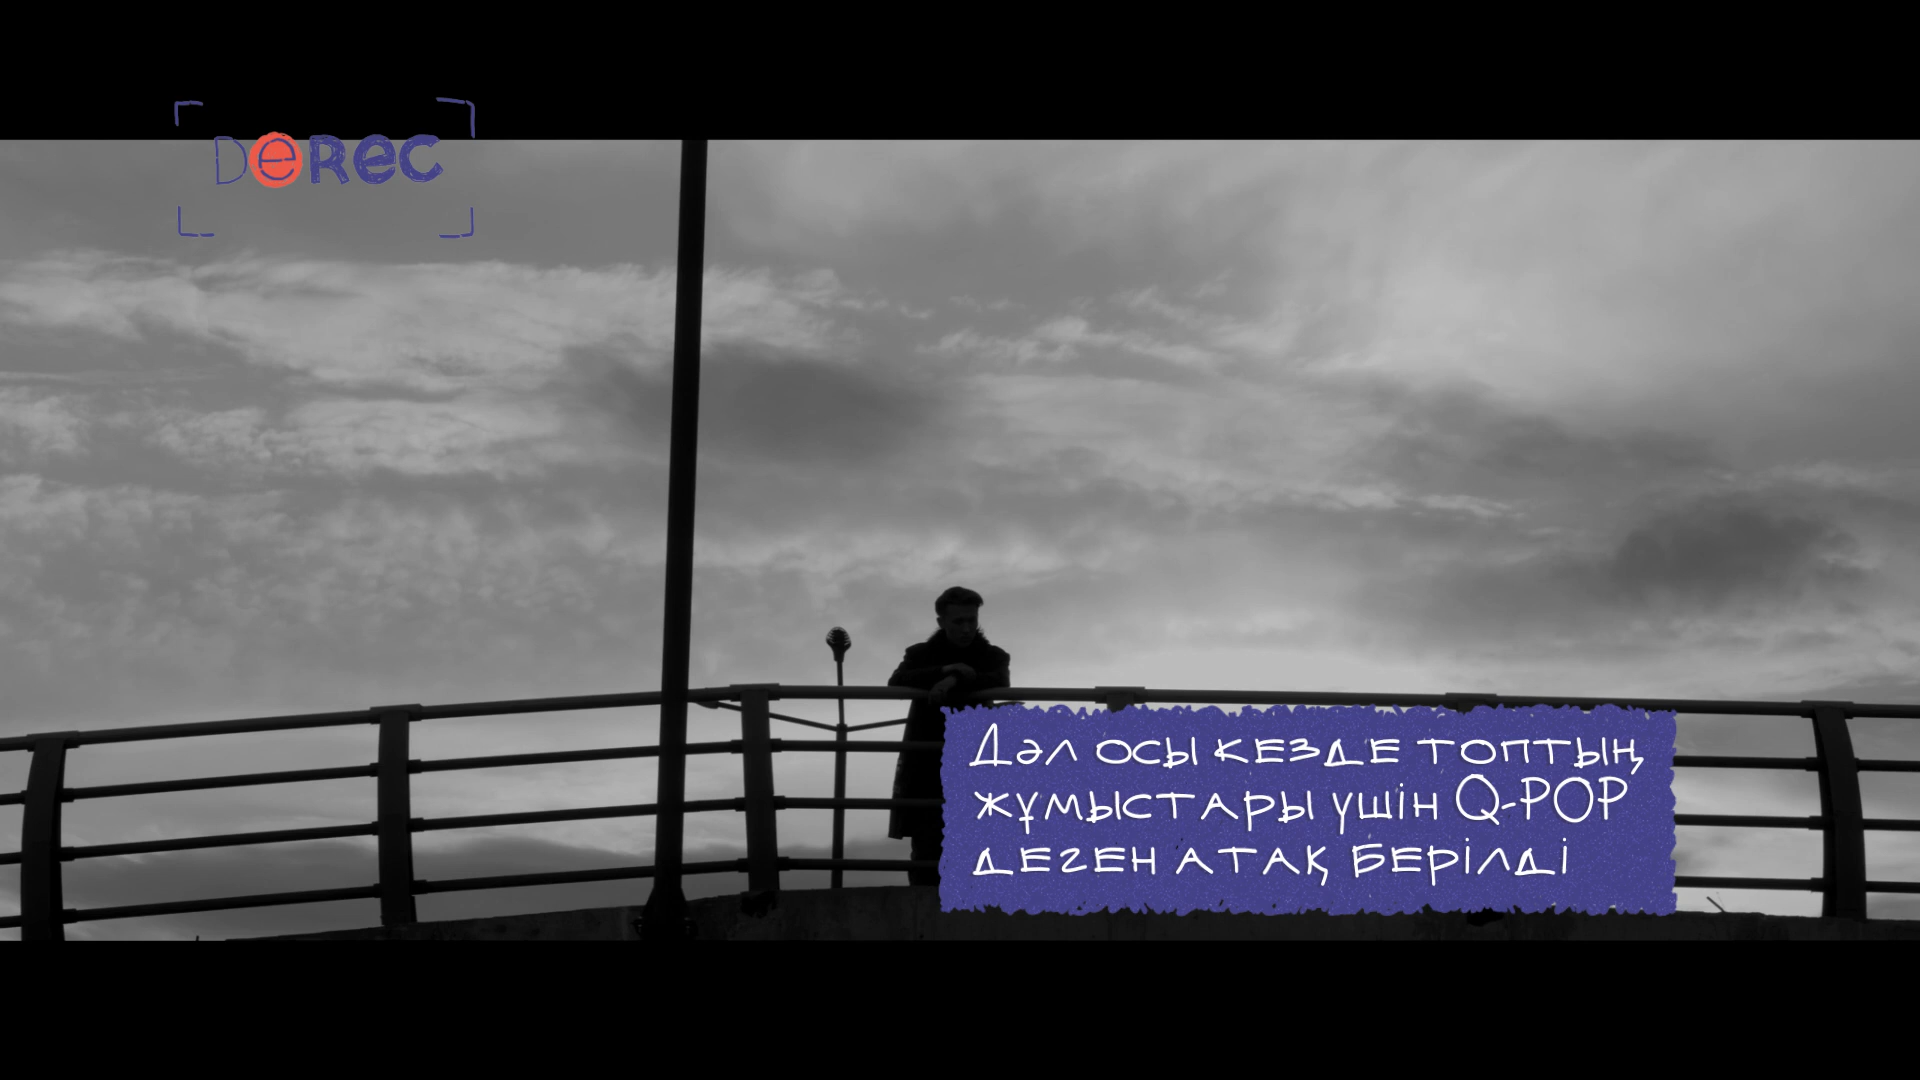 DeRec
Дәл осы кезде топтың
жұмыстары үшін Q-POP
деген атақ берілді